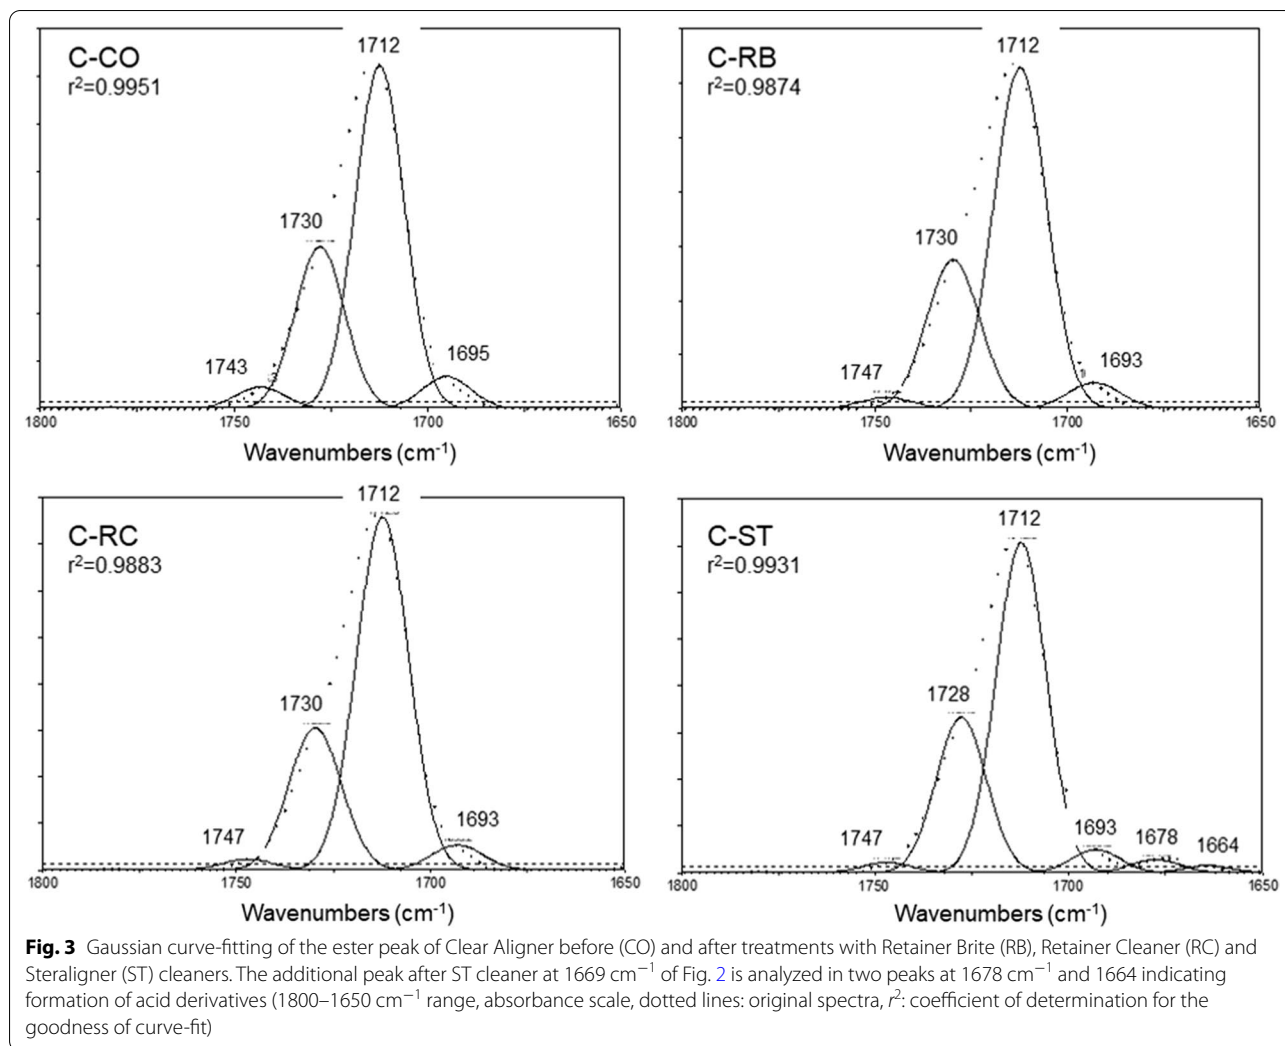 C-CO
r²=0.9951
1712
1730
1743
1695
1800
1750
1700
1650
Wavenumbers (cm⁻¹)
C-RB
r²=0.9874
1712
1730
1747
1693
1800
1750
1700
1650
Wavenumbers (cm⁻¹)
C-RC
r²=0.9883
1712
1730
1747
1693
1800
1750
1700
1650
Wavenumbers (cm⁻¹)
C-ST
r²=0.9931
1712
1728
1747
1693
1678
1664
1800
1750
1700
1650
Wavenumbers (cm⁻¹)
Fig. 3 Gaussian curve-fitting of the ester peak of Clear Aligner before (CO) and after treatments with Retainer Brite (RB), Retainer Cleaner (RC) and
Steraligner (ST) cleaners. The additional peak after ST cleaner at 1669 cm⁻¹ of Fig. 2 is analyzed in two peaks at 1678 cm⁻¹ and 1664 indicating
formation of acid derivatives (1800–1650 cm⁻¹ range, absorbance scale, dotted lines: original spectra, r²: coefficient of determination for the
goodness of curve-fit)